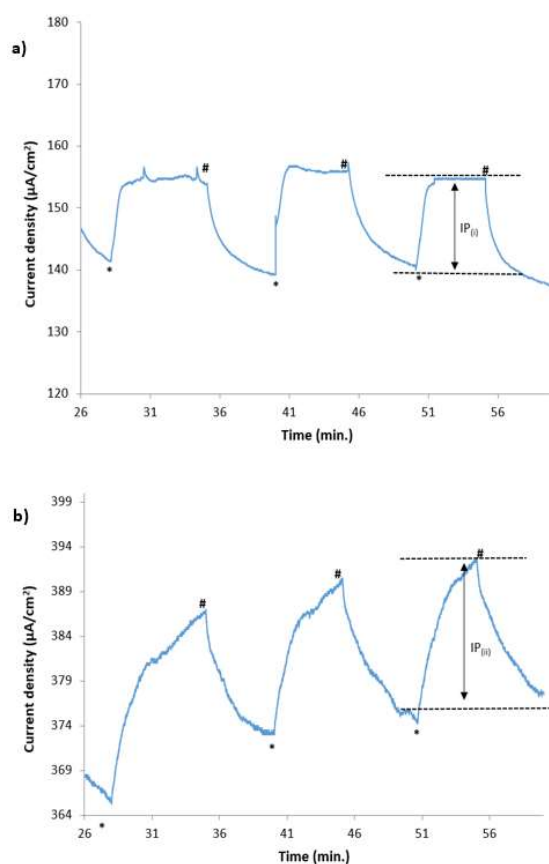 a)
Current density (µA/cm²)
180
170
160
150
140
130
120
# # #
* * *
IP(i)
26 31 36 41 46 51 56
Time (min.)
b)
Current density (µA/cm²)
399
394
389
384
379
374
369
364
# # #
* * *
IP(ii)
26 31 36 41 46 51 56
Time (min.)